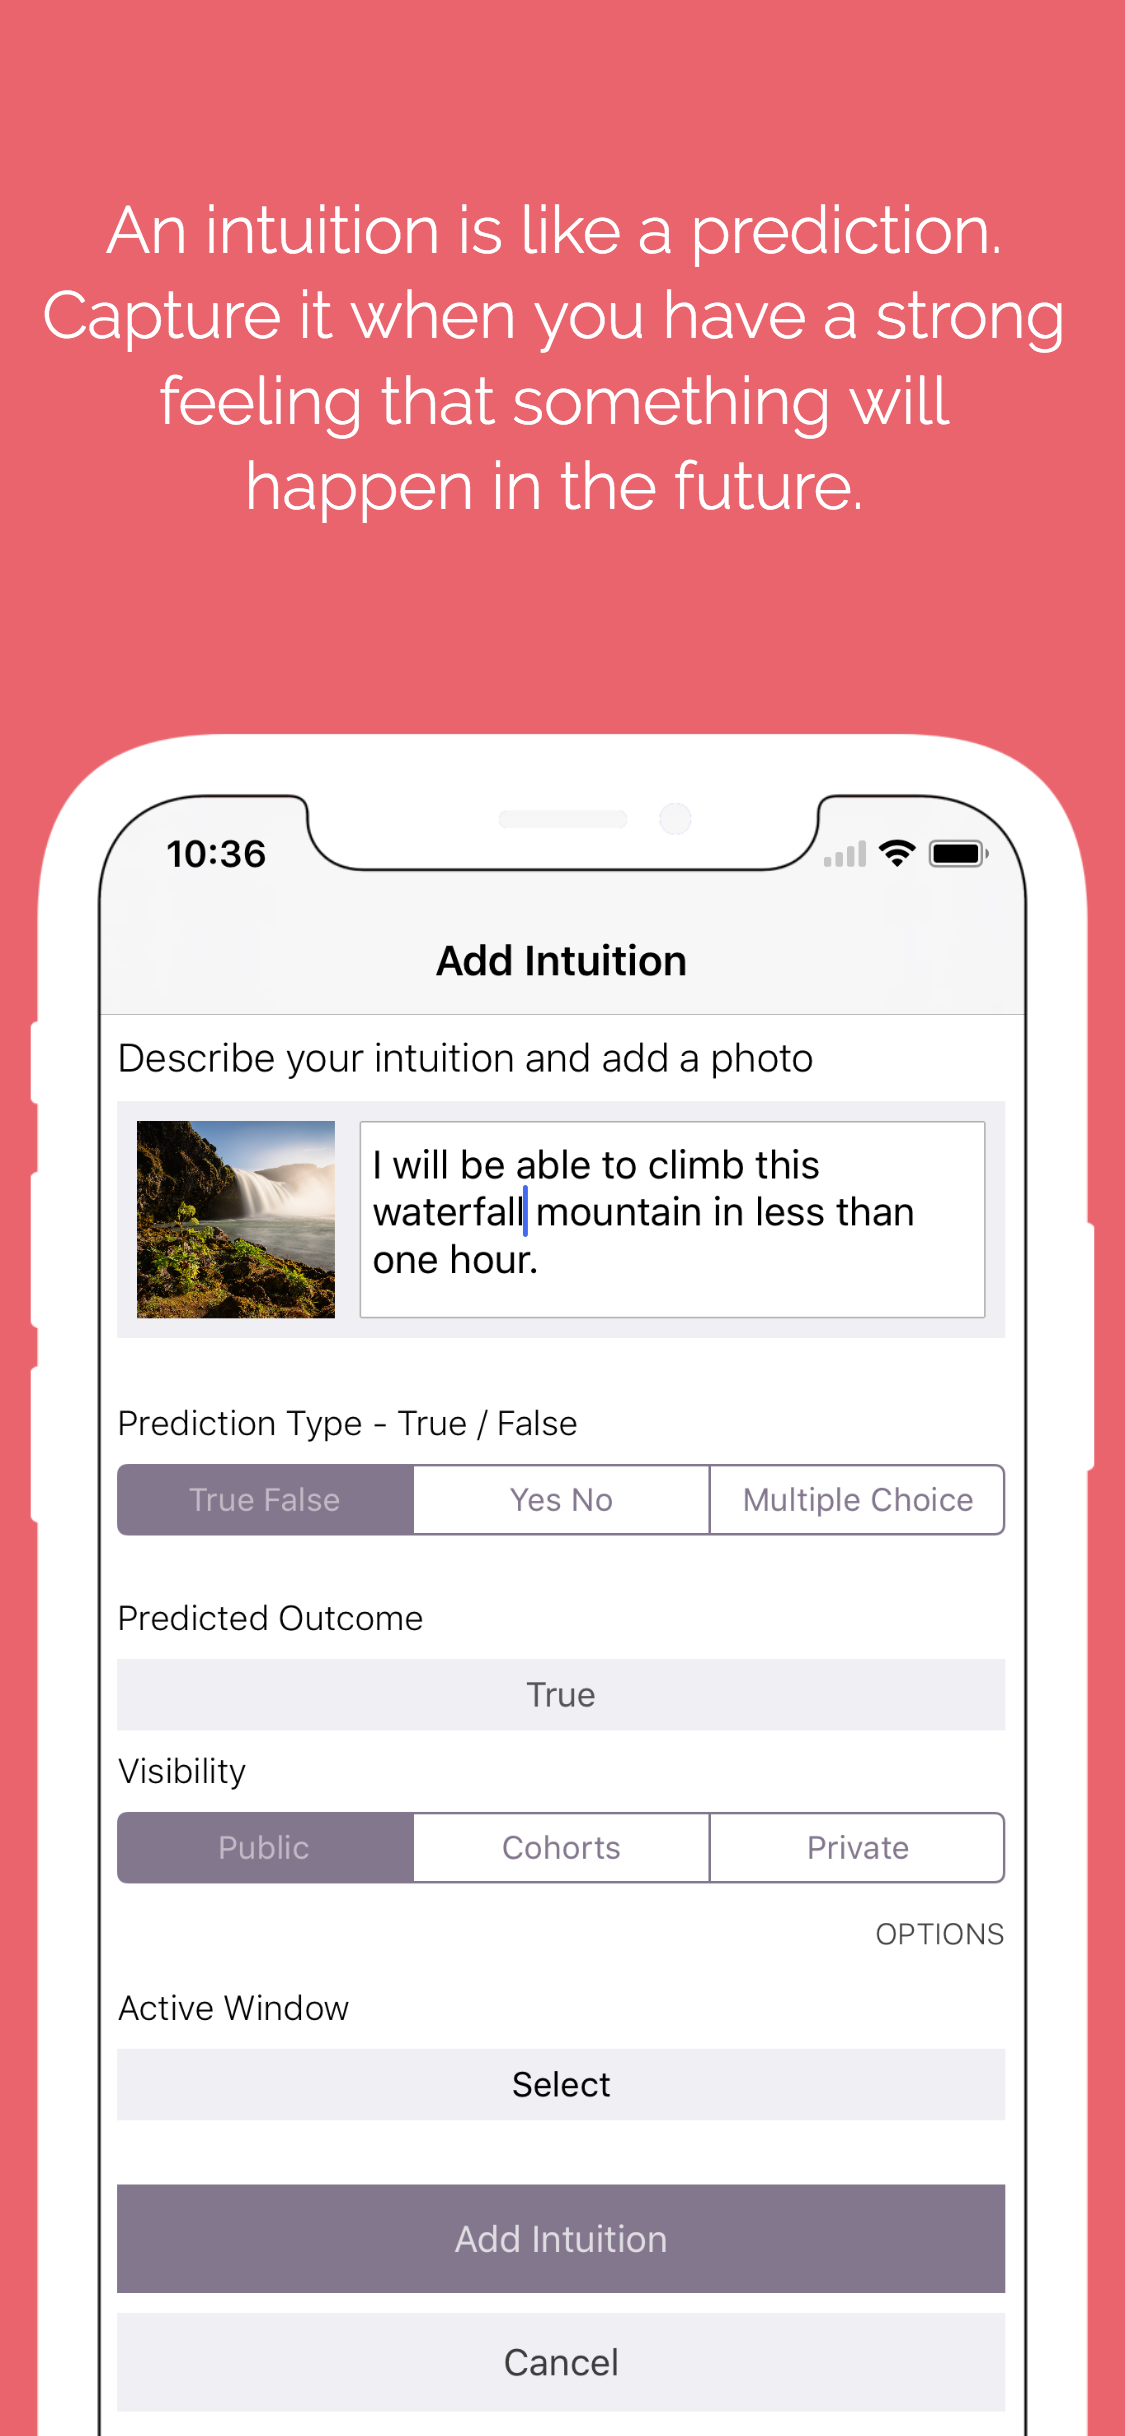 An intuition is like a prediction.
Capture it when you have a strong
feeling that something will
happen in the future.
10:36
Add Intuition
Describe your intuition and add a photo
I will be able to climb this
waterfall mountain in less than
one hour.
Prediction Type - True / False
True False
Yes No
Multiple Choice
Predicted Outcome
True
Visibility
Public
Cohorts
Private
OPTIONS
Active Window
Select
Add Intuition
Cancel